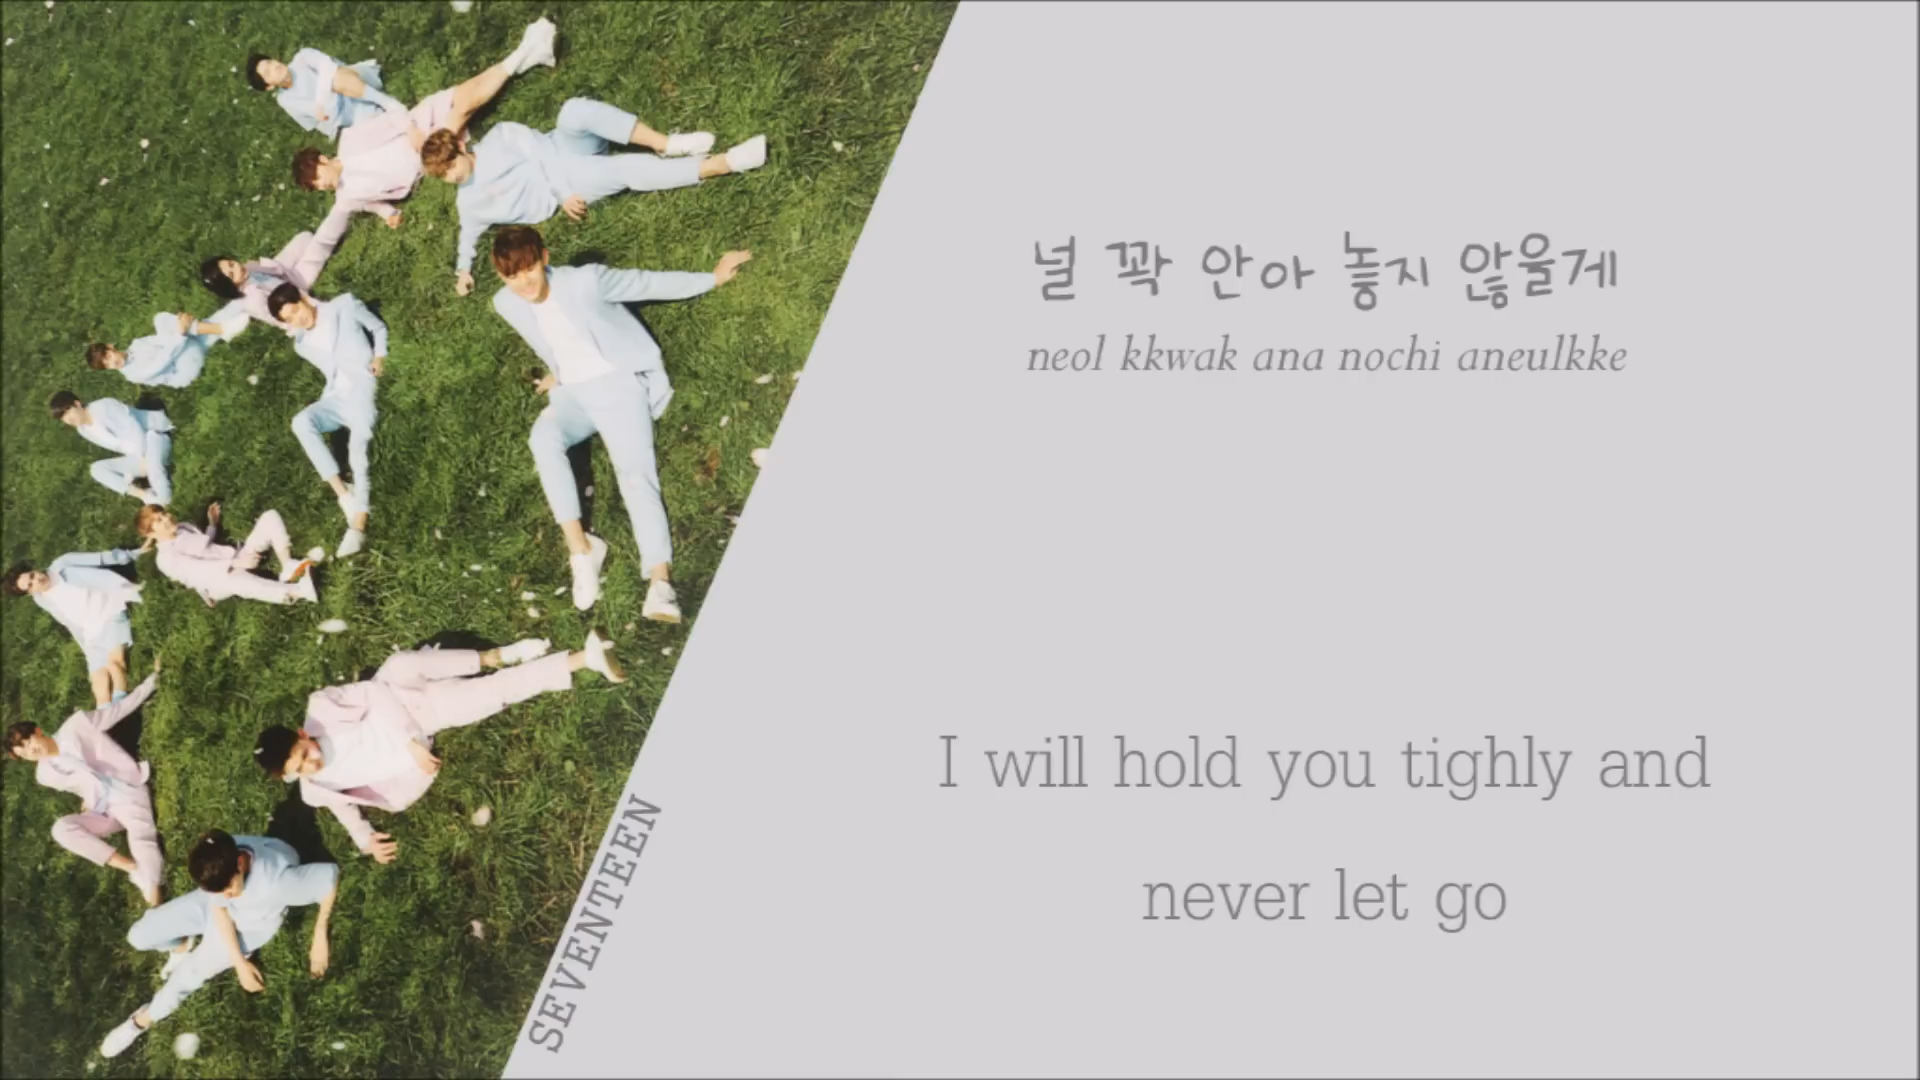 널 꽉 안아 놓지 않을게
neol kkwak ana nochi aneulkke
I will hold you tighly and
never let go
SEVENTEEN